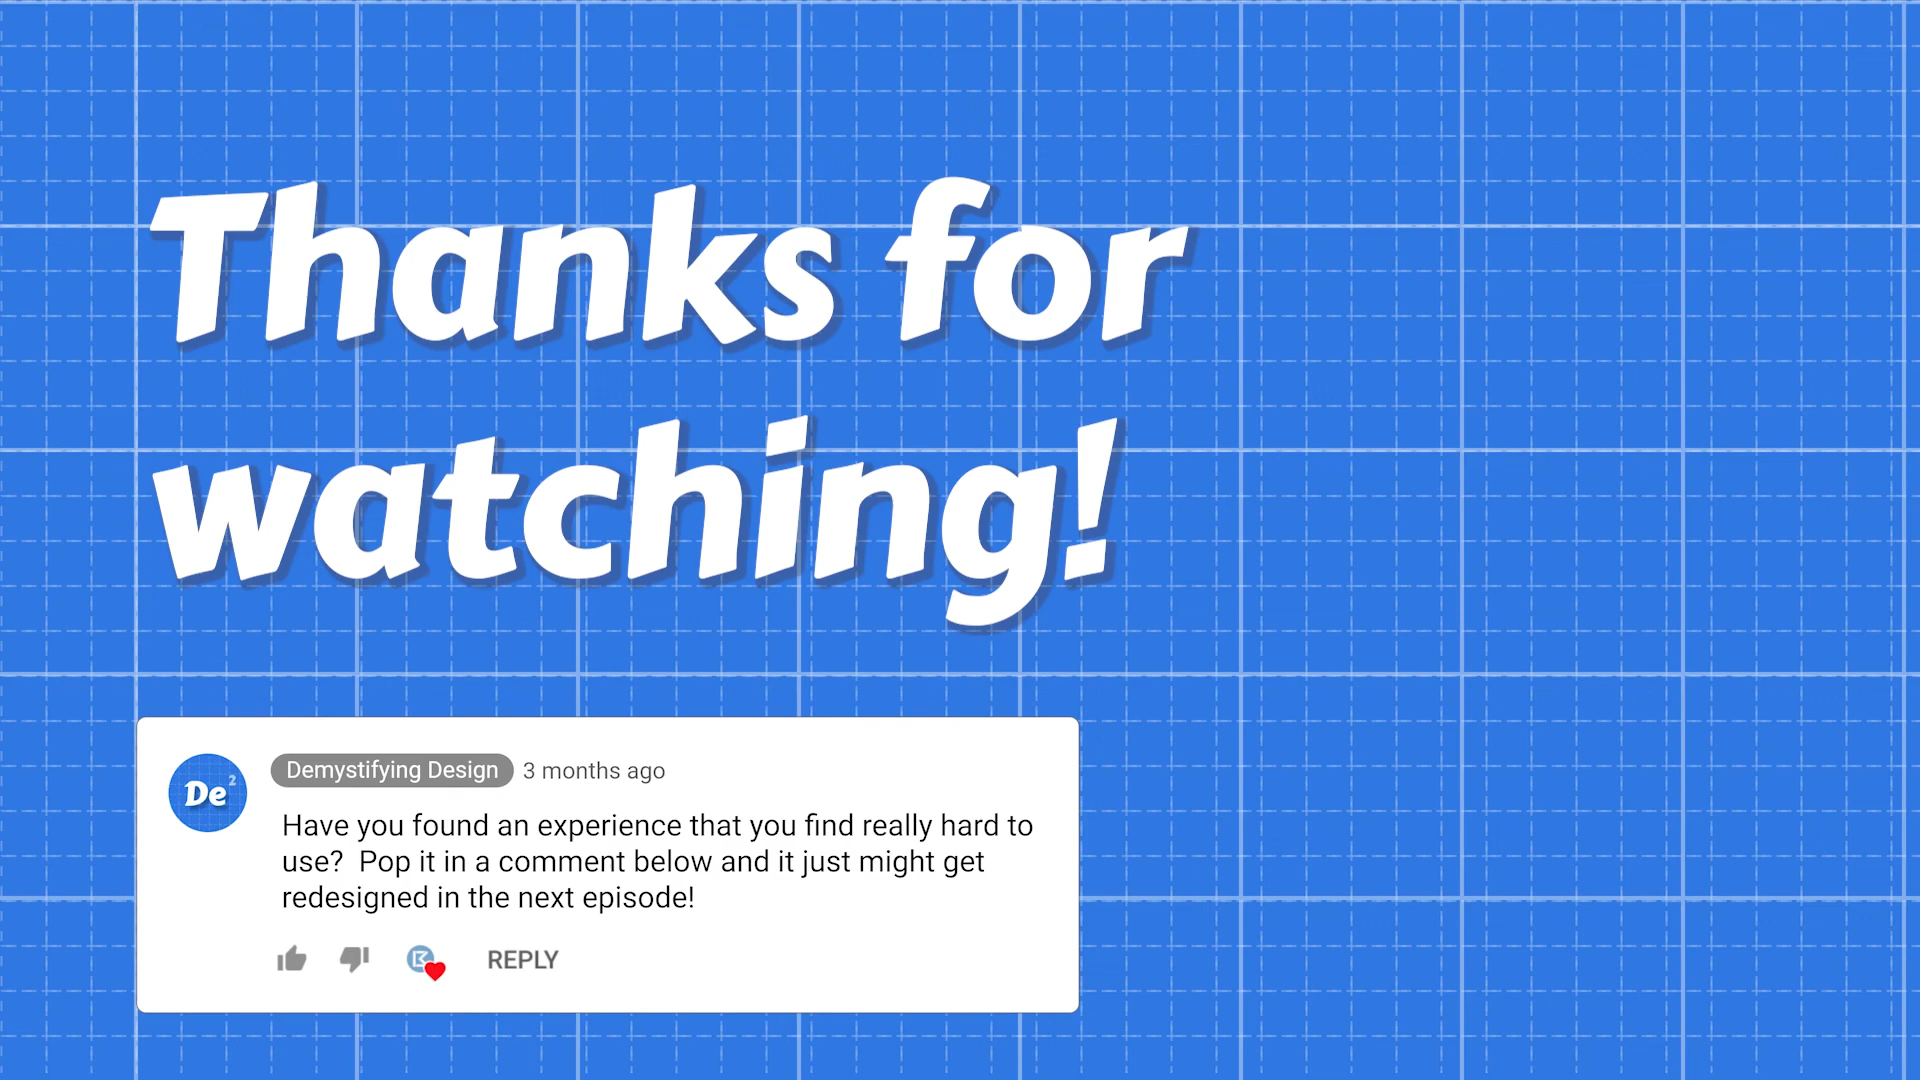 Thanks for
watching!
De²
Demystifying Design 3 months ago
Have you found an experience that you find really hard to
use?  Pop it in a comment below and it just might get
redesigned in the next episode!
REPLY